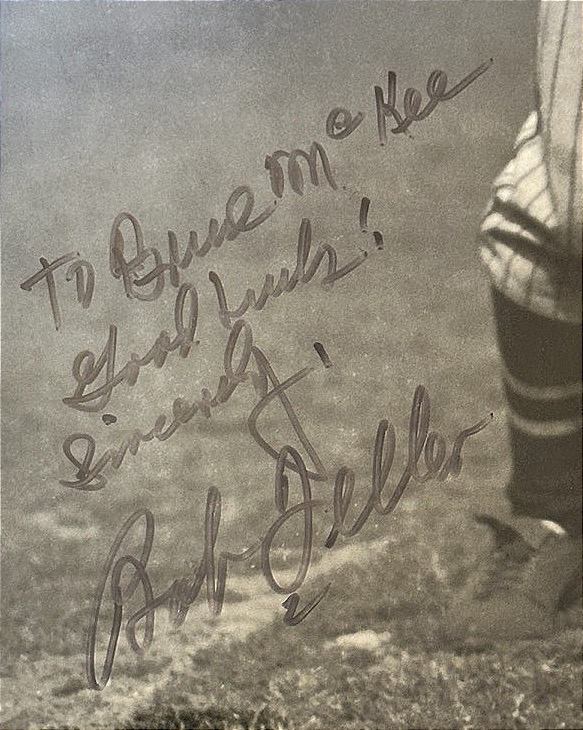 To Bruce McKee
Good Luck!
Sincerely,
Bob Feller